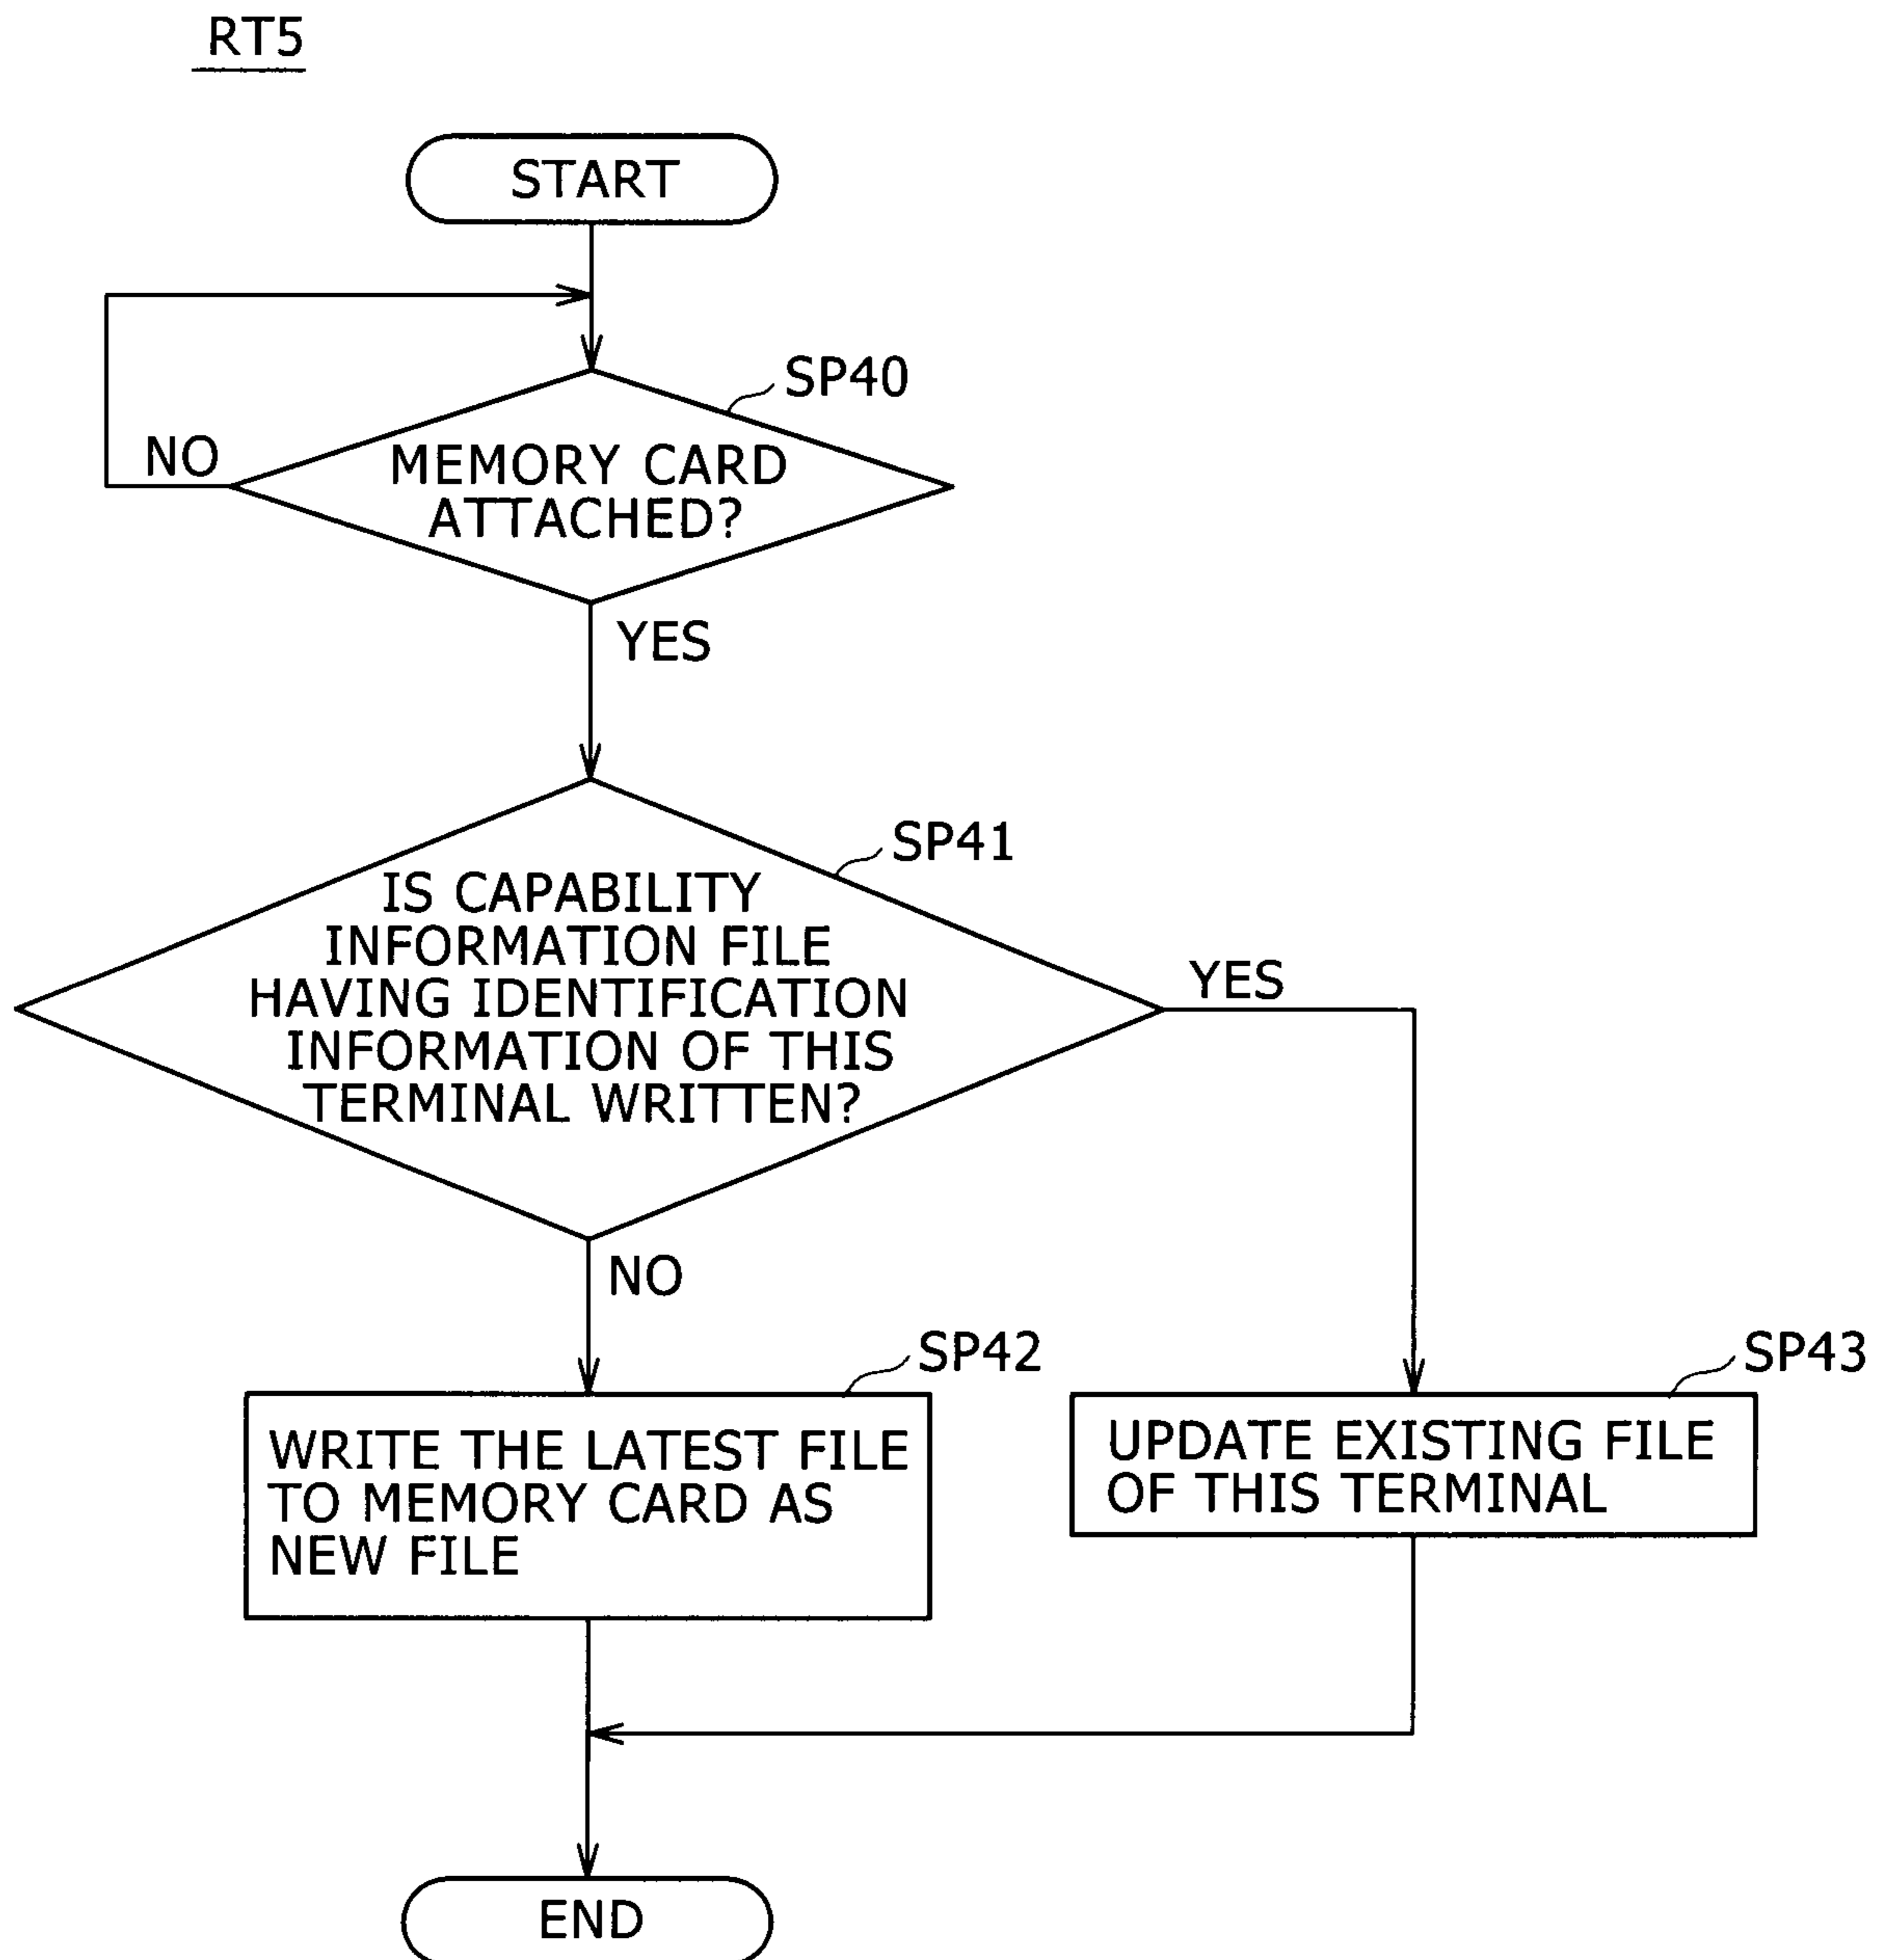 RT5
START
SP40
NO
MEMORY CARD
ATTACHED?
YES
SP41
IS CAPABILITY
INFORMATION FILE
HAVING IDENTIFICATION
INFORMATION OF THIS
TERMINAL WRITTEN?
YES
NO
SP42
WRITE THE LATEST FILE
TO MEMORY CARD AS
NEW FILE
SP43
UPDATE EXISTING FILE
OF THIS TERMINAL
END